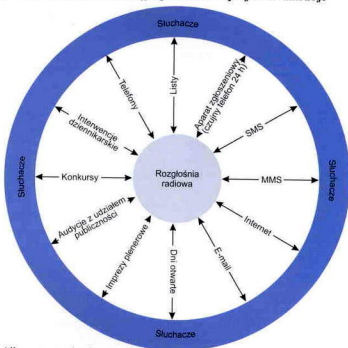 Słuchacze
Telefony
Listy
Aparat zgłoszeniowy
(czujny telefon 24 h)
Interwencje
dziennikarskie
SMS
Słuchacze
Konkursy
Rozgłośnia
radiowa
MMS
Słuchacze
Audycje z udziałem
publiczności
Internet
Imprezy plenerowe
Dni otwarte
E-mail
Słuchacze